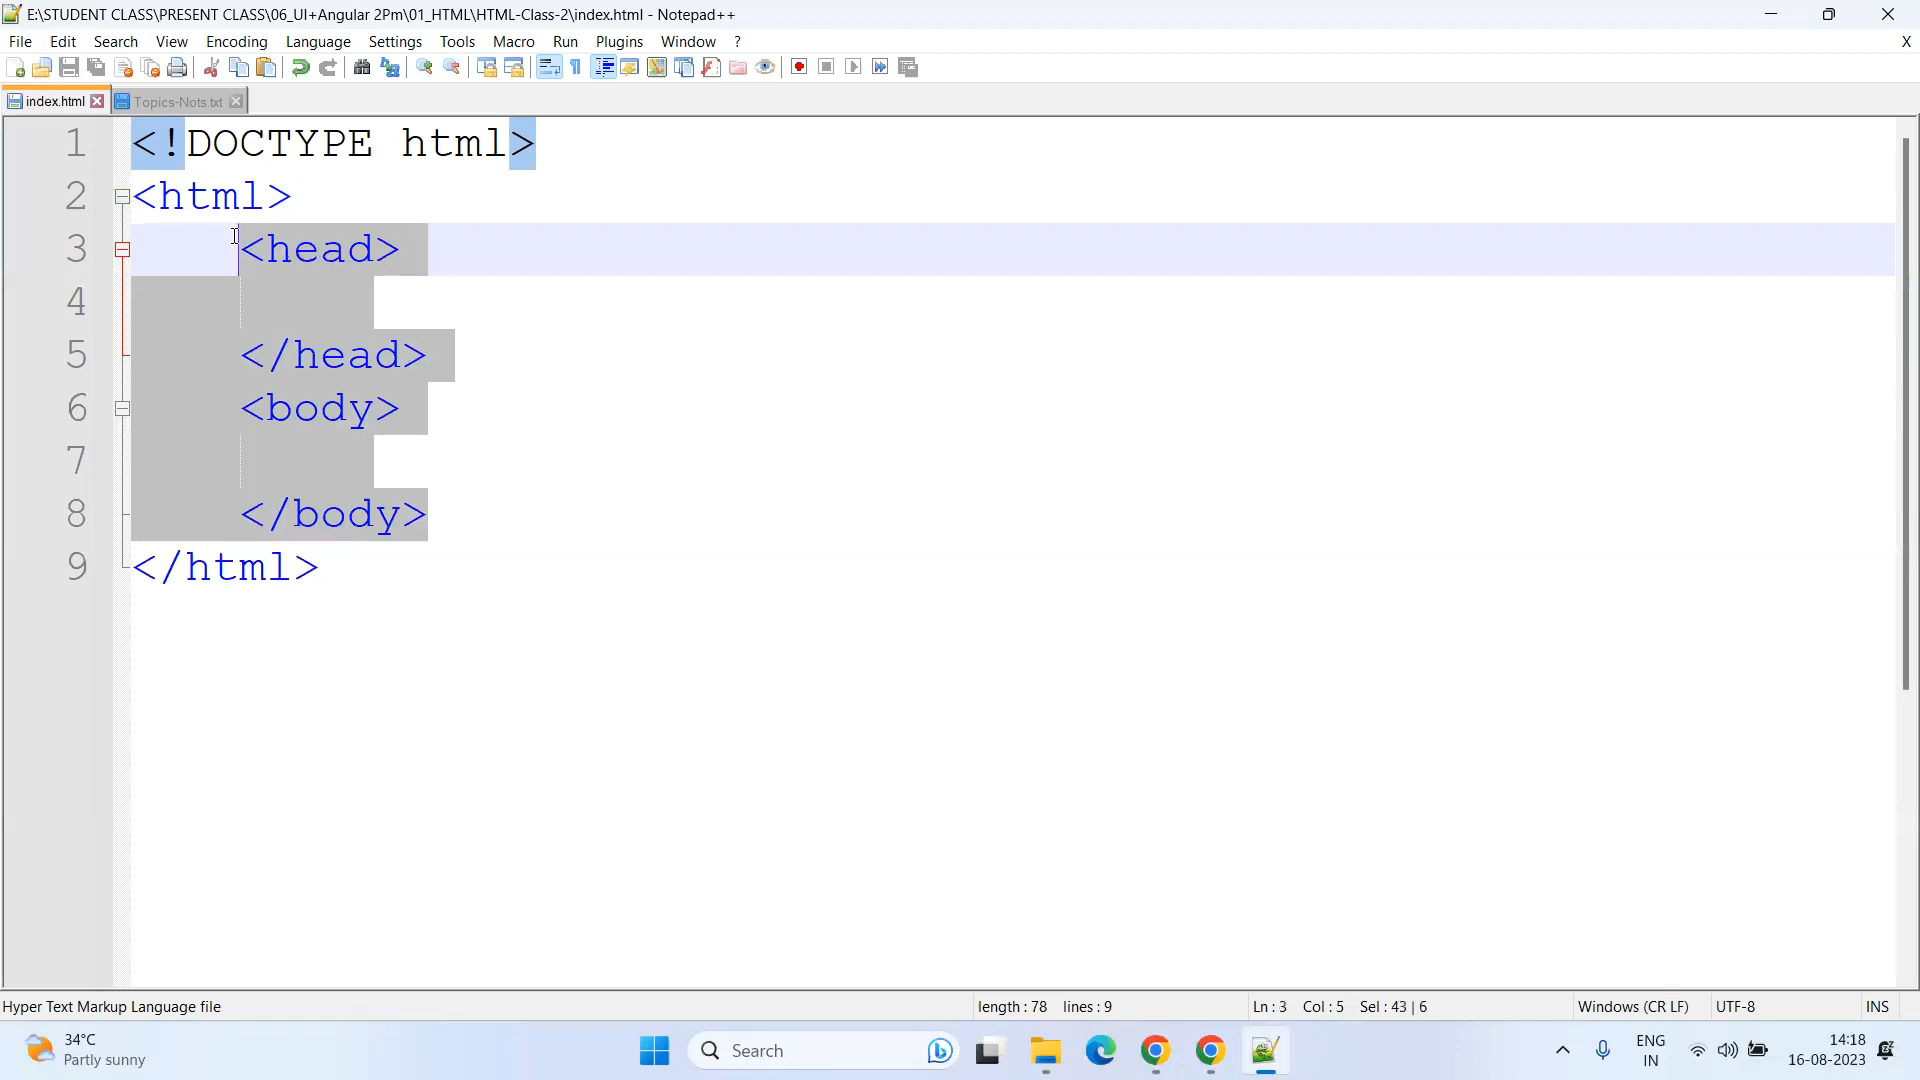 E:\STUDENT CLASS\PRESENT CLASS\06_UI+Angular 2Pm\01_HTML\HTML-Class-2\index.html - Notepad++
File Edit Search View Encoding Language Settings Tools Macro Run Plugins Window ? X
index.html Topics-Nots.txt
1 <!DOCTYPE html>
2 <html>
3 <head>
4
5 </head>
6 <body>
7
8 </body>
9 </html>
Hyper Text Markup Language file length : 78 lines : 9 Ln : 3 Col : 5 Sel : 43 | 6 Windows (CR LF) UTF-8 INS
34°C
Partly sunny
Search
ENG
IN
14:18
16-08-2023